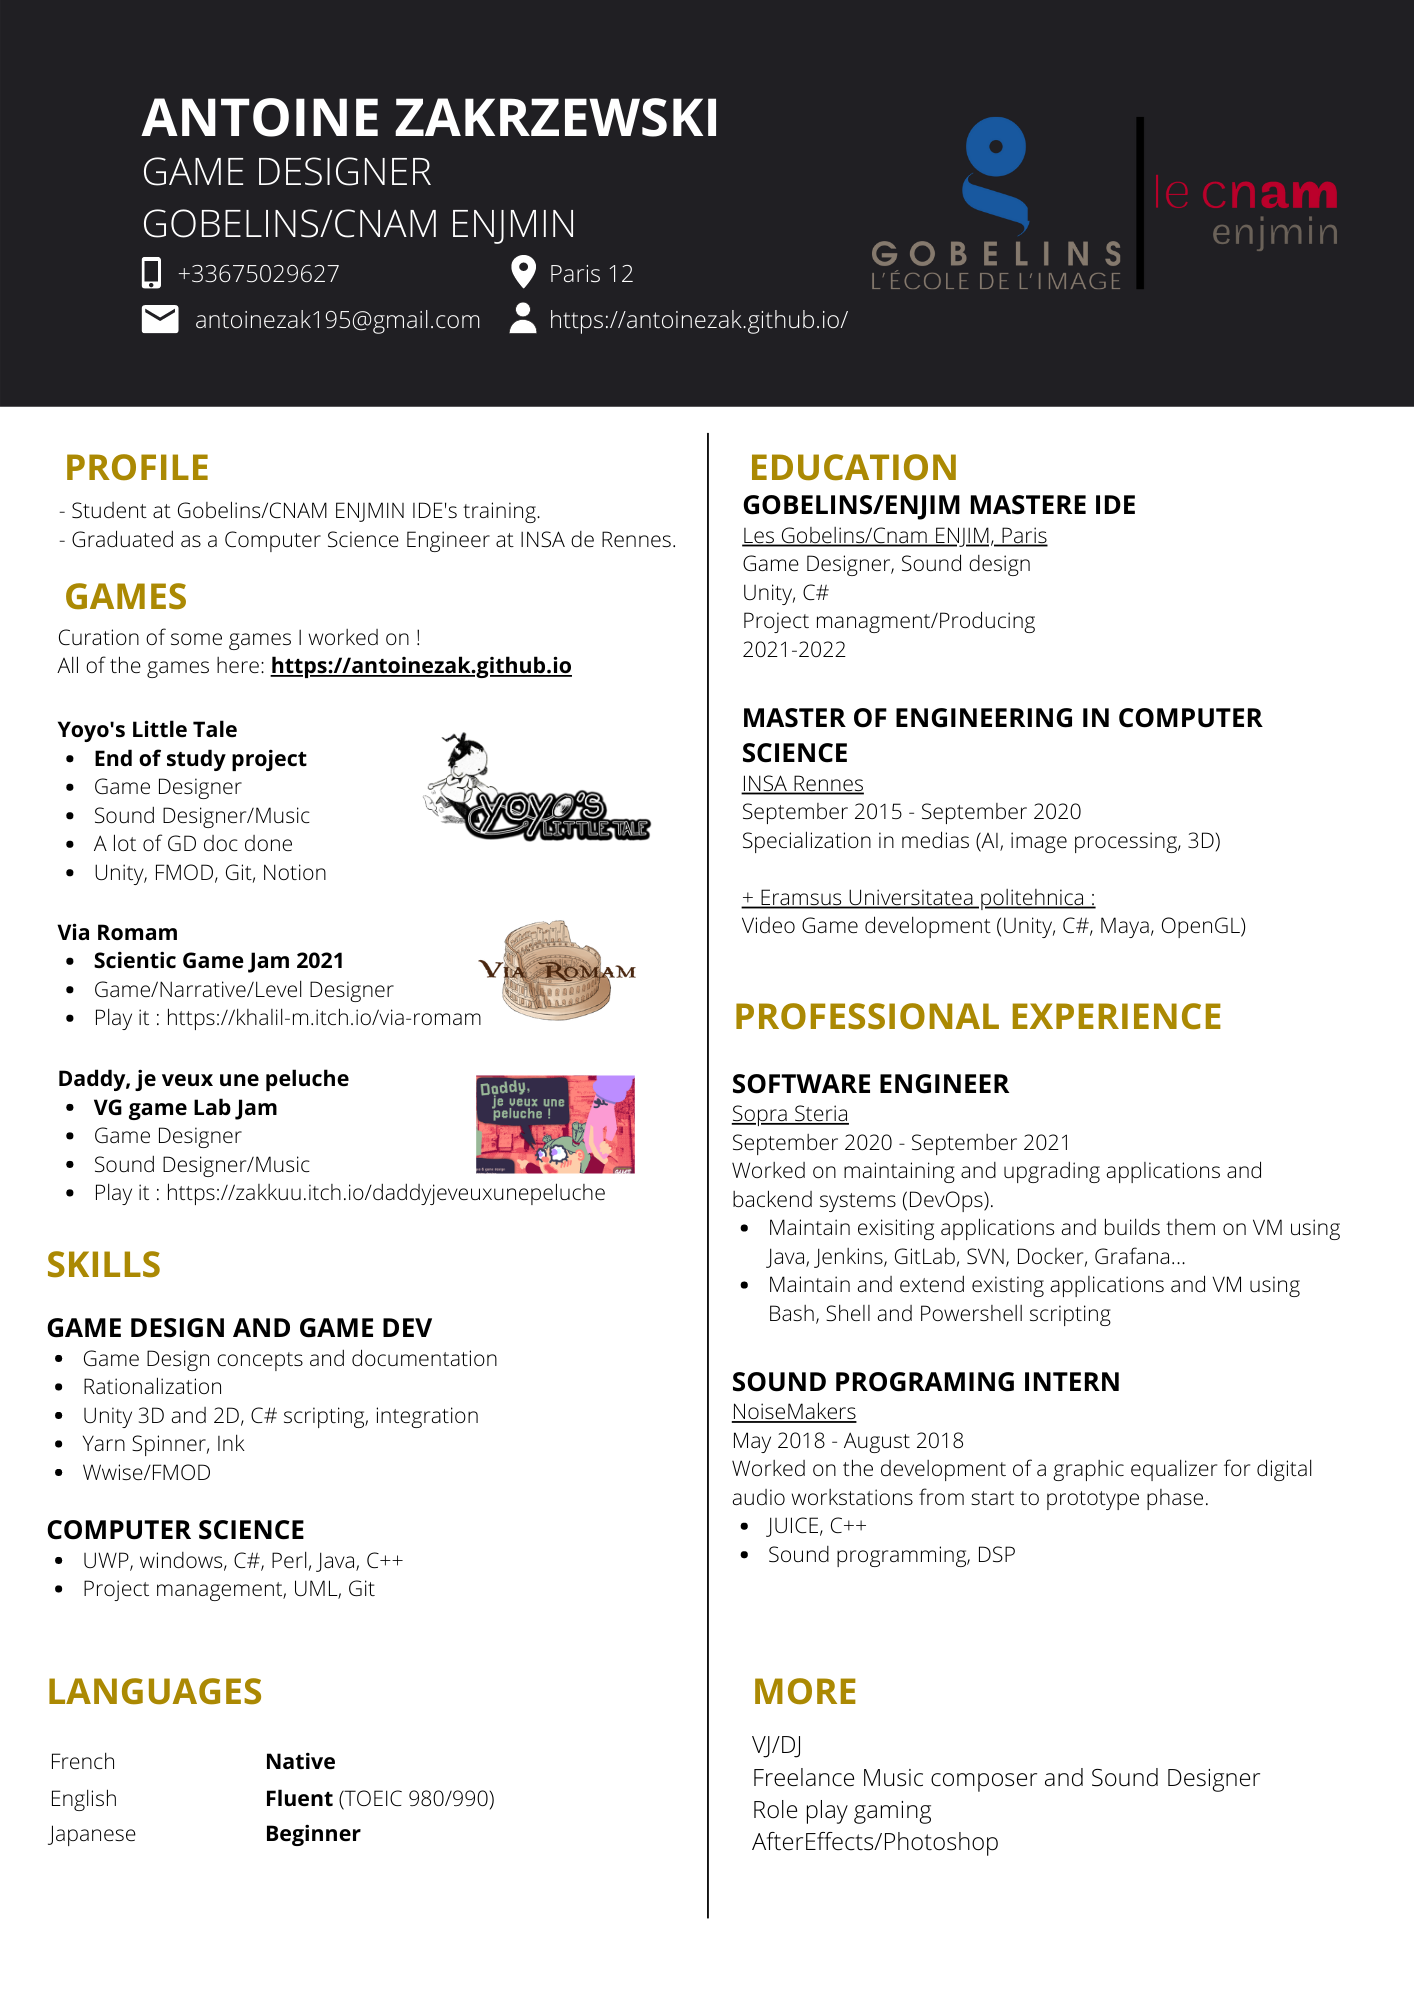 ANTOINE ZAKRZEWSKI
GAME DESIGNER
GOBELINS/CNAM ENJMIN
+33675029627
Paris 12
antoinezak195@gmail.com
https://antoinezak.github.io/
GOBELINS
L'ÉCOLE DE L'IMAGE
le cnam
enjmin
PROFILE
- Student at Gobelins/CNAM ENJMIN IDE's training.
- Graduated as a Computer Science Engineer at INSA de Rennes.
GAMES
Curation of some games I worked on !
All of the games here: https://antoinezak.github.io
Yoyo's Little Tale
• End of study project
• Game Designer
• Sound Designer/Music
• A lot of GD doc done
• Unity, FMOD, Git, Notion
YOYO'S
LITTLE TALE
Via Romam
• Scientic Game Jam 2021
• Game/Narrative/Level Designer
• Play it : https://khalil-m.itch.io/via-romam
VIA ROMAM
Daddy, je veux une peluche
• VG game Lab Jam
• Game Designer
• Sound Designer/Music
• Play it : https://zakkuu.itch.io/daddyjeveuxunepeluche
Daddy,
je veux une
peluche !
SKILLS
GAME DESIGN AND GAME DEV
• Game Design concepts and documentation
• Rationalization
• Unity 3D and 2D, C# scripting, integration
• Yarn Spinner, Ink
• Wwise/FMOD
COMPUTER SCIENCE
• UWP, windows, C#, Perl, Java, C++
• Project management, UML, Git
LANGUAGES
French Native
English Fluent (TOEIC 980/990)
Japanese Beginner
EDUCATION
GOBELINS/ENJIM MASTERE IDE
Les Gobelins/Cnam ENJIM, Paris
Game Designer, Sound design
Unity, C#
Project managment/Producing
2021-2022
MASTER OF ENGINEERING IN COMPUTER
SCIENCE
INSA Rennes
September 2015 - September 2020
Specialization in medias (AI, image processing, 3D)
+ Eramsus Universitatea politehnica :
Video Game development (Unity, C#, Maya, OpenGL)
PROFESSIONAL EXPERIENCE
SOFTWARE ENGINEER
Sopra Steria
September 2020 - September 2021
Worked on maintaining and upgrading applications and
backend systems (DevOps).
• Maintain exisiting applications and builds them on VM using
Java, Jenkins, GitLab, SVN, Docker, Grafana...
• Maintain and extend existing applications and VM using
Bash, Shell and Powershell scripting
SOUND PROGRAMING INTERN
NoiseMakers
May 2018 - August 2018
Worked on the development of a graphic equalizer for digital
audio workstations from start to prototype phase.
• JUICE, C++
• Sound programming, DSP
MORE
VJ/DJ
Freelance Music composer and Sound Designer
Role play gaming
AfterEffects/Photoshop